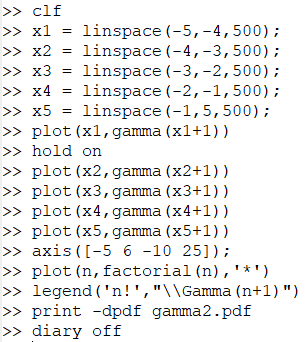 >> clf
>> x1 = linspace(-5,-4,500);
>> x2 = linspace(-4,-3,500);
>> x3 = linspace(-3,-2,500);
>> x4 = linspace(-2,-1,500);
>> x5 = linspace(-1,5,500);
>> plot(x1,gamma(x1+1))
>> hold on
>> plot(x2,gamma(x2+1))
>> plot(x3,gamma(x3+1))
>> plot(x4,gamma(x4+1))
>> plot(x5,gamma(x5+1))
>> axis([-5 6 -10 25]);
>> plot(n,factorial(n),'*')
>> legend('n!',"\\Gamma(n+1)")
>> print -dpdf gamma2.pdf
>> diary off